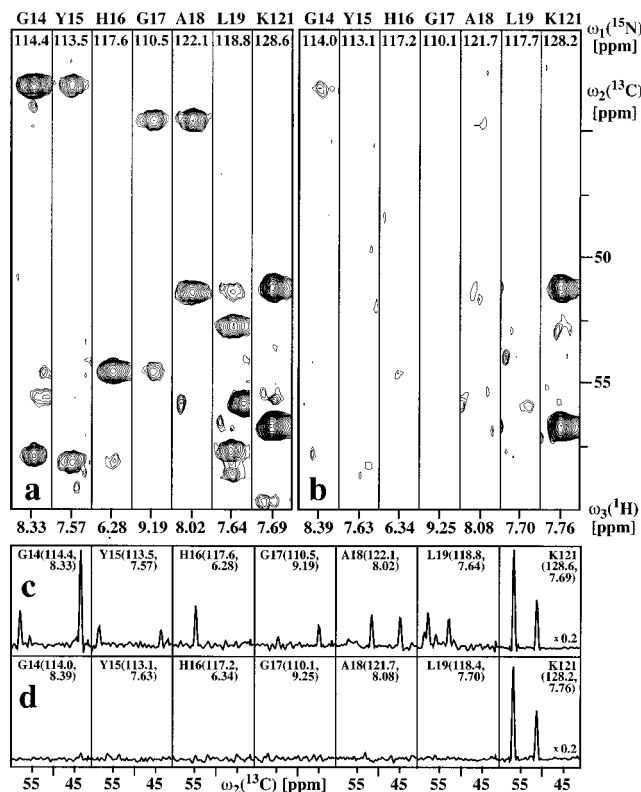 G14 Y15 H16 G17 A18 L19 K121 G14 Y15 H16 G17 A18 L19 K121
114.4 113.5 117.6 110.5 122.1 118.8 128.6 114.0 113.1 117.2 110.1 121.7 117.7 128.2
ω₁(¹⁵N)
[ppm]
ω₂(¹³C)
[ppm]
50
55
a b
ω₃(¹H)
[ppm]
8.33 7.57 6.28 9.19 8.02 7.64 7.69 8.39 7.63 6.34 9.25 8.08 7.70 7.76
c
G14(114.4, 8.33)
Y15(113.5, 7.57)
H16(117.6, 6.28)
G17(110.5, 9.19)
A18(122.1, 8.02)
L19(118.8, 7.64)
K121 (128.6, 7.69)
x 0.2
d
G14(114.0, 8.39)
Y15(113.1, 7.63)
H16(117.2, 6.34)
G17(110.1, 9.25)
A18(121.7, 8.08)
L19(118.4, 7.70)
K121 (128.2, 7.76)
x 0.2
55 45 55 45 55 45 55 45 55 45
ω₂(¹³C) [ppm]